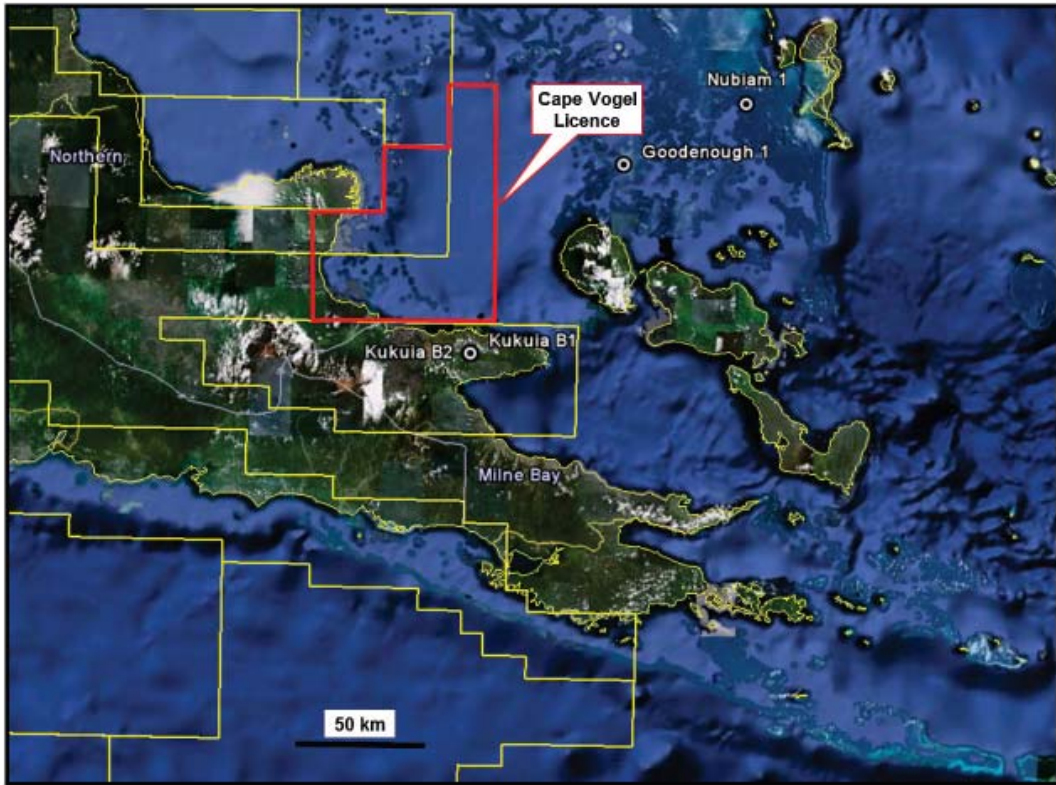 Nubiam 1
Cape Vogel
Licence
Goodenough 1
Northern
Kukuia B2
Kukuia B1
Milne Bay
50 km